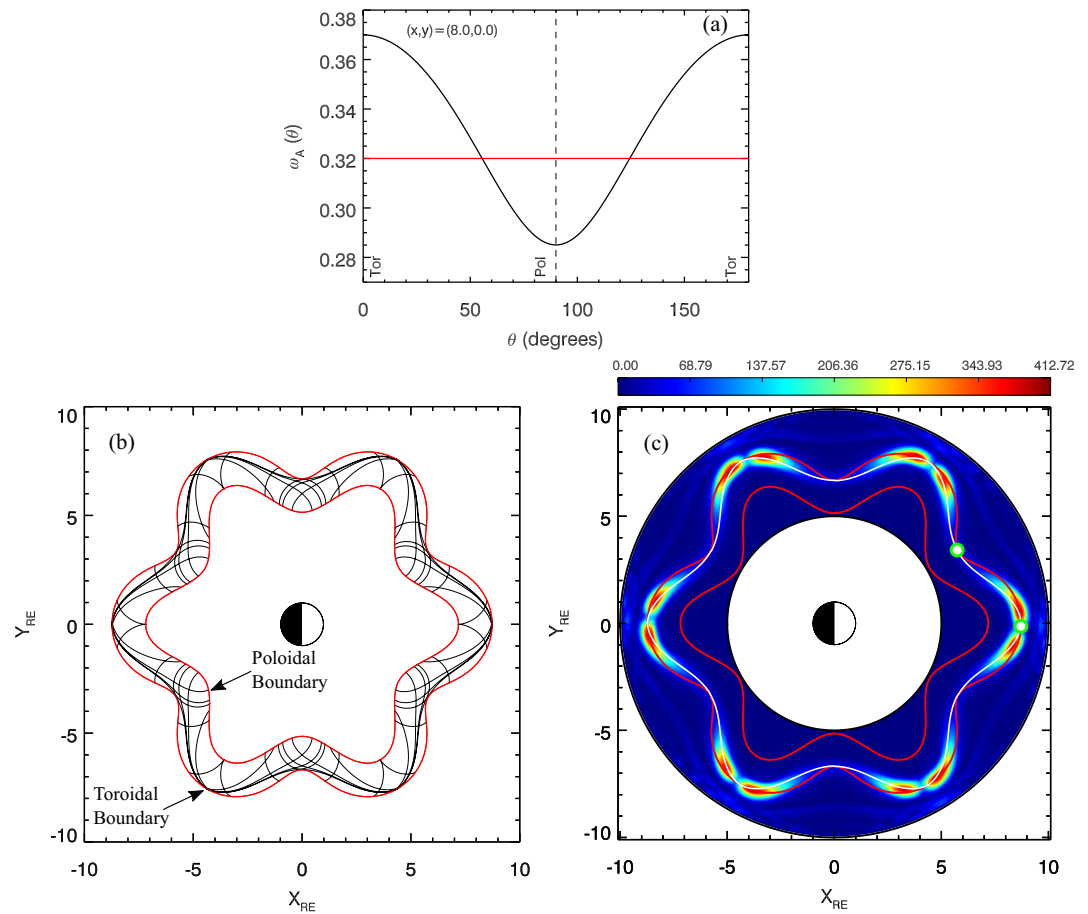 (a)
(x,y)=(8.0,0.0)
0.38
0.36
0.34
0.32
0.30
0.28
ω_A (θ)
Tor
Pol
Tor
0 50 100 150
θ (degrees)
0.00 68.79 137.57 206.36 275.15 343.93 412.72
(b)
10
5
0
-5
-10
Y_RE
Poloidal
Boundary
Toroidal
Boundary
-10 -5 0 5 10
X_RE
(c)
10
5
0
-5
-10
Y_RE
-10 -5 0 5 10
X_RE